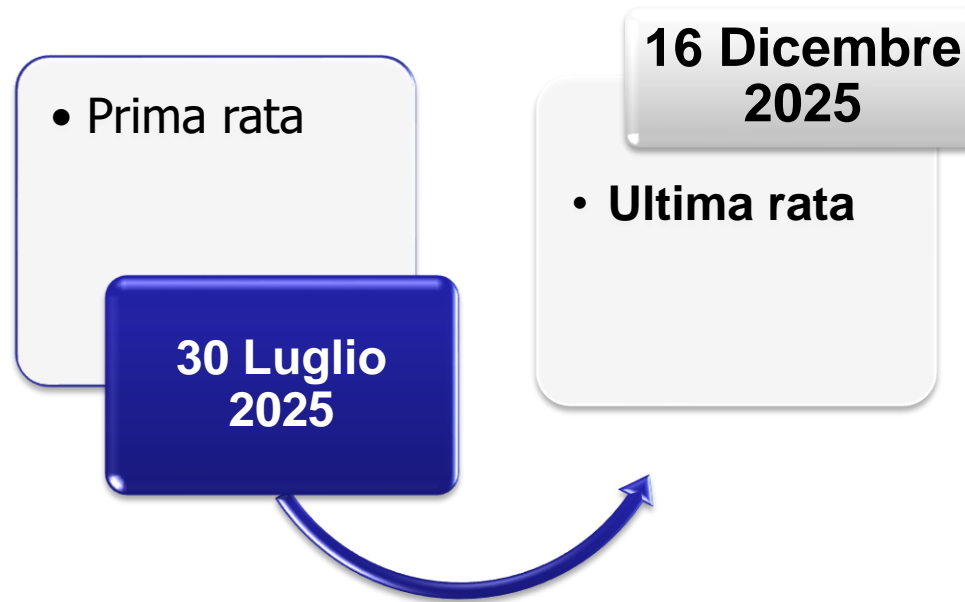 • Prima rata
30 Luglio
2025
16 Dicembre
2025
• Ultima rata